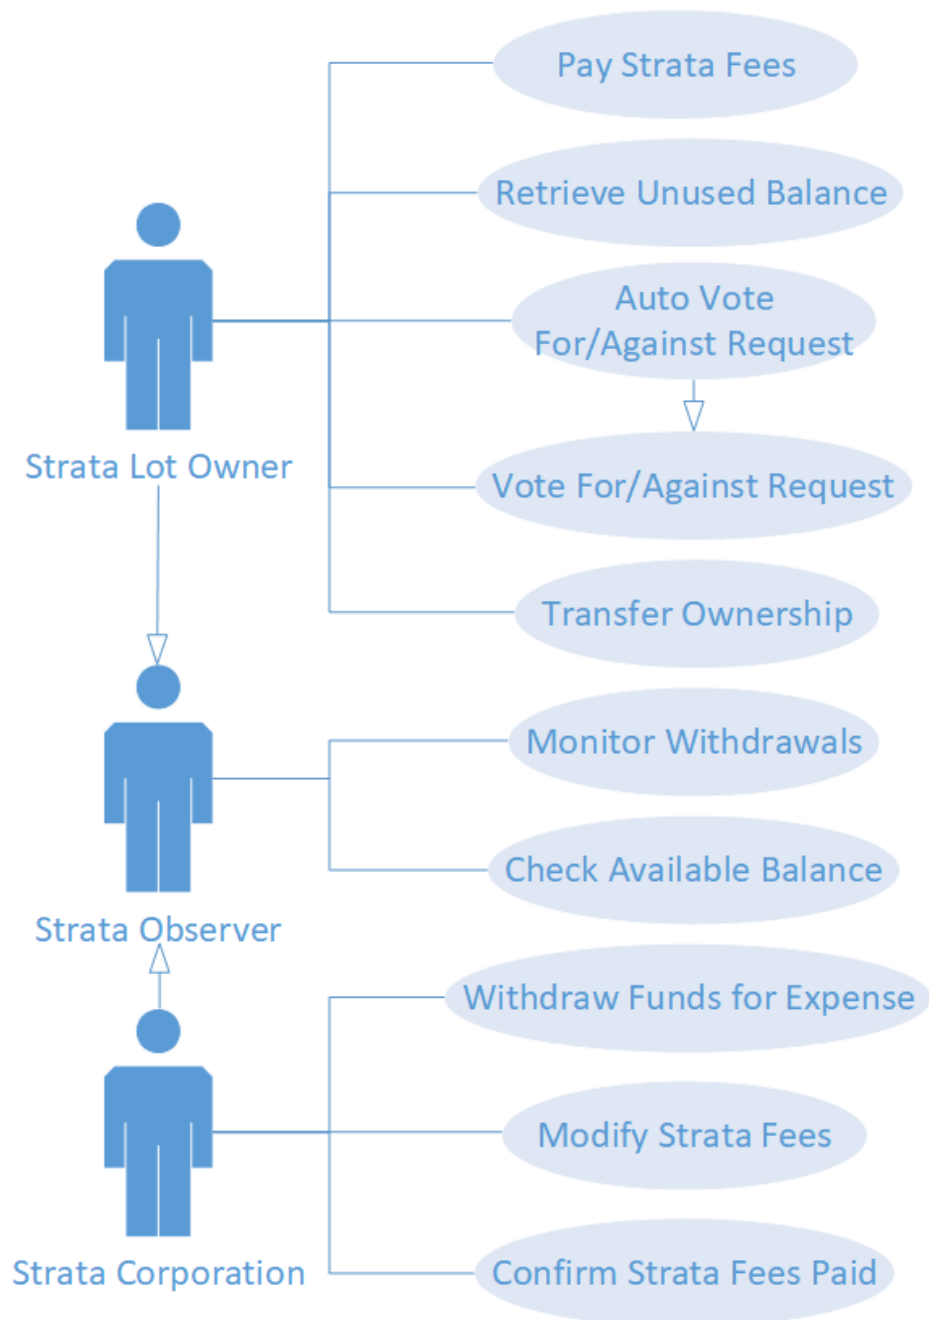 Pay Strata Fees
Retrieve Unused Balance
Auto Vote
For/Against Request
Strata Lot Owner
Vote For/Against Request
Transfer Ownership
Monitor Withdrawals
Check Available Balance
Strata Observer
Withdraw Funds for Expense
Modify Strata Fees
Strata Corporation
Confirm Strata Fees Paid